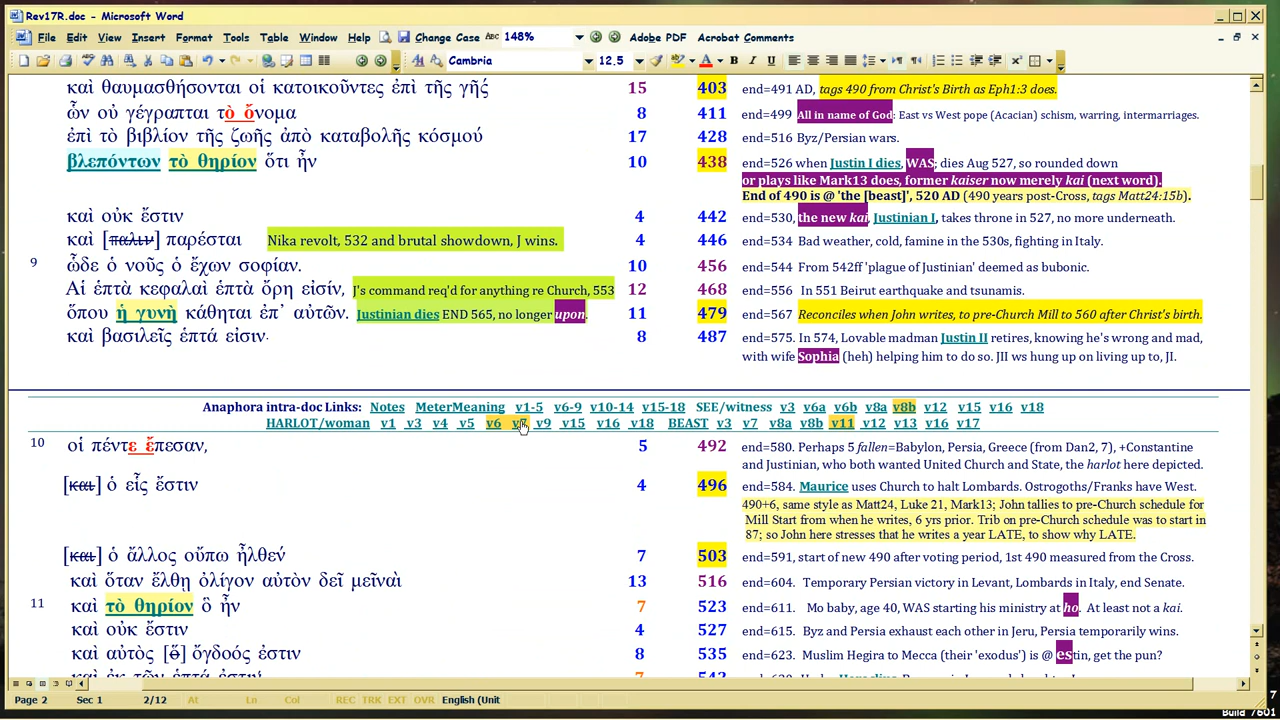 Rev17R.doc - Microsoft Word
File Edit View Insert Format Tools Table Window Help Change Case ABC 148% Adobe PDF Acrobat Comments
Cambria 12.5
καὶ θαυμασθήσονται οἱ κατοικοῦντες ἐπὶ τῆς γῆς 15 403 end=491 AD, tags 490 from Christ's Birth as Eph1:3 does.
ὧν οὐ γέγραπται τὸ ὄνομα 8 411 end=499 All in name of God: East vs West pope (Acacian) schism, warring, intermarriages.
ἐπὶ τὸ βιβλίον τῆς ζωῆς ἀπὸ καταβολῆς κόσμού 17 428 end=516 Byz/Persian wars.
βλεπόντων τὸ θηρίον ὅτι ἦν 10 438 end=526 when Justin I dies, WAS; dies Aug 527, so rounded down
or plays like Mark13 does, former kaiser now merely kai (next word).
End of 490 is @ 'the [beast]', 520 AD (490 years post-Cross, tags Matt24:15b).
καὶ οὐκ ἔστιν 4 442 end=530, the new kai, Justinian I, takes throne in 527, no more underneath.
καὶ [παλιν] παρέσται Nika revolt, 532 and brutal showdown, J wins. 4 446 end=534 Bad weather, cold, famine in the 530s, fighting in Italy.
9 ὧδε ὁ νοῦς ὁ ἔχων σοφίαν. 10 456 end=544 From 542ff 'plague of Justinian' deemed as bubonic.
Αἱ ἑπτὰ κεφαλαὶ ἑπτὰ ὄρη εἰσίν, J's command req'd for anything re Church, 553 12 468 end=556 In 551 Beirut earthquake and tsunamis.
ὅπου ἡ γυνὴ κάθηται ἐπ᾽ αὐτῶν. Justinian dies END 565, no longer upon. 11 479 end=567 Reconciles when John writes, to pre-Church Mill to 560 after Christ's birth.
καὶ βασιλεῖς ἑπτά εἰσιν· 8 487 end=575. In 574, Lovable madman Justin II retires, knowing he's wrong and mad,
with wife Sophia (heh) helping him to do so. JII ws hung up on living up to, JI.
Anaphora intra-doc Links: Notes MeterMeaning v1-5 v6-9 v10-14 v15-18 SEE/witness v3 v6a v6b v8a v8b v12 v15 v16 v18
HARLOT/woman v1 v3 v4 v5 v6 v7 v9 v15 v16 v18 BEAST v3 v7 v8a v8b v11 v12 v13 v16 v17
10 οἱ πέντε ἔπεσαν, 5 492 end=580. Perhaps 5 fallen=Babylon, Persia, Greece (from Dan2, 7), +Constantine
and Justinian, who both wanted United Church and State, the harlot here depicted.
[καὶ] ὁ εἷς ἔστιν 4 496 end=584. Maurice uses Church to halt Lombards. Ostrogoths/Franks have West.
490+6, same style as Matt24, Luke 21, Mark13; John tallies to pre-Church schedule for
Mill Start from when he writes, 6 yrs prior. Trib on pre-Church schedule was to start in
87; so John here stresses that he writes a year LATE, to show why LATE.
[καὶ] ὁ ἄλλος οὔπω ἦλθεν́ 7 503 end=591, start of new 490 after voting period, 1st 490 measured from the Cross.
καὶ ὅταν ἔλθῃ ὀλίγον αὐτὸν δεῖ μεῖναὶ 13 516 end=604. Temporary Persian victory in Levant, Lombards in Italy, end Senate.
11 καὶ τὸ θηρίον ὃ ἦν 7 523 end=611. Mo baby, age 40, WAS starting his ministry at ho. At least not a kai.
καὶ οὐκ ἔστιν 4 527 end=615. Byz and Persia exhaust each other in Jeru, Persia temporarily wins.
καὶ αὐτὸς [ὁ] ὄγδοός ἐστιν 8 535 end=623. Muslim Hegira to Mecca (their 'exodus') is @ estin, get the pun?
Page 2 Sec 1 2/12 At Ln Col REC TRK EXT OVR English (Unit
7
Build 7601